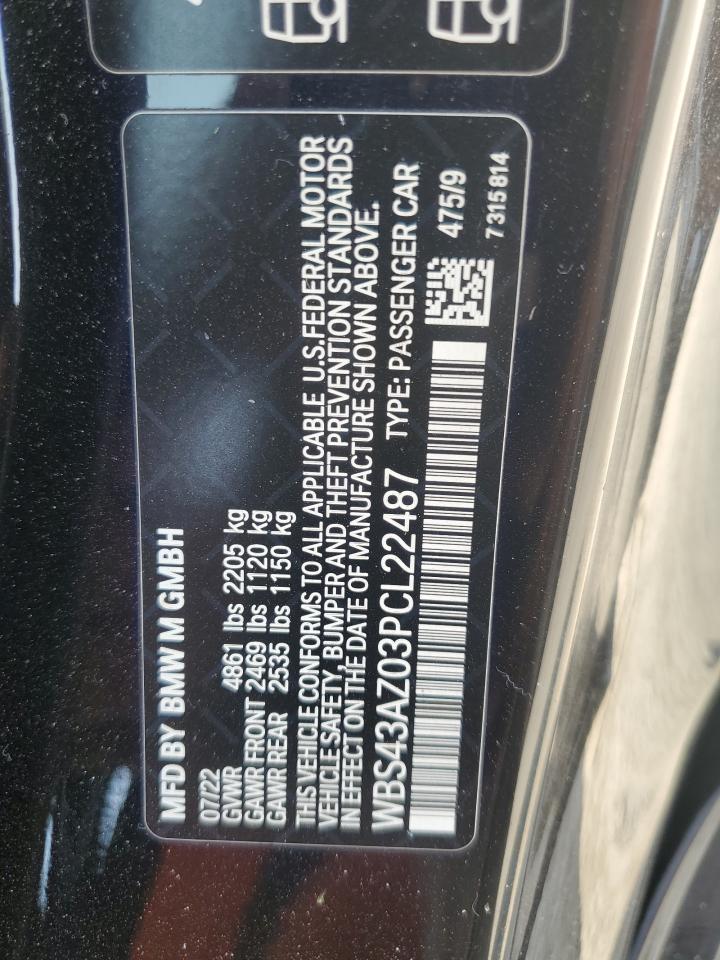 MFD BY BMW M GMBH
07/22
GVWR 4861 lbs 2205 kg
GAWR FRONT 2469 lbs 1120 kg
GAWR REAR 2535 lbs 1150 kg
THIS VEHICLE CONFORMS TO ALL APPLICABLE U.S.FEDERAL MOTOR
VEHICLE SAFETY, BUMPER AND THEFT PREVENTION STANDARDS
IN EFFECT ON THE DATE OF MANUFACTURE SHOWN ABOVE.
WBS43AZ03PCL22487 TYPE: PASSENGER CAR
475/9
7 315 814